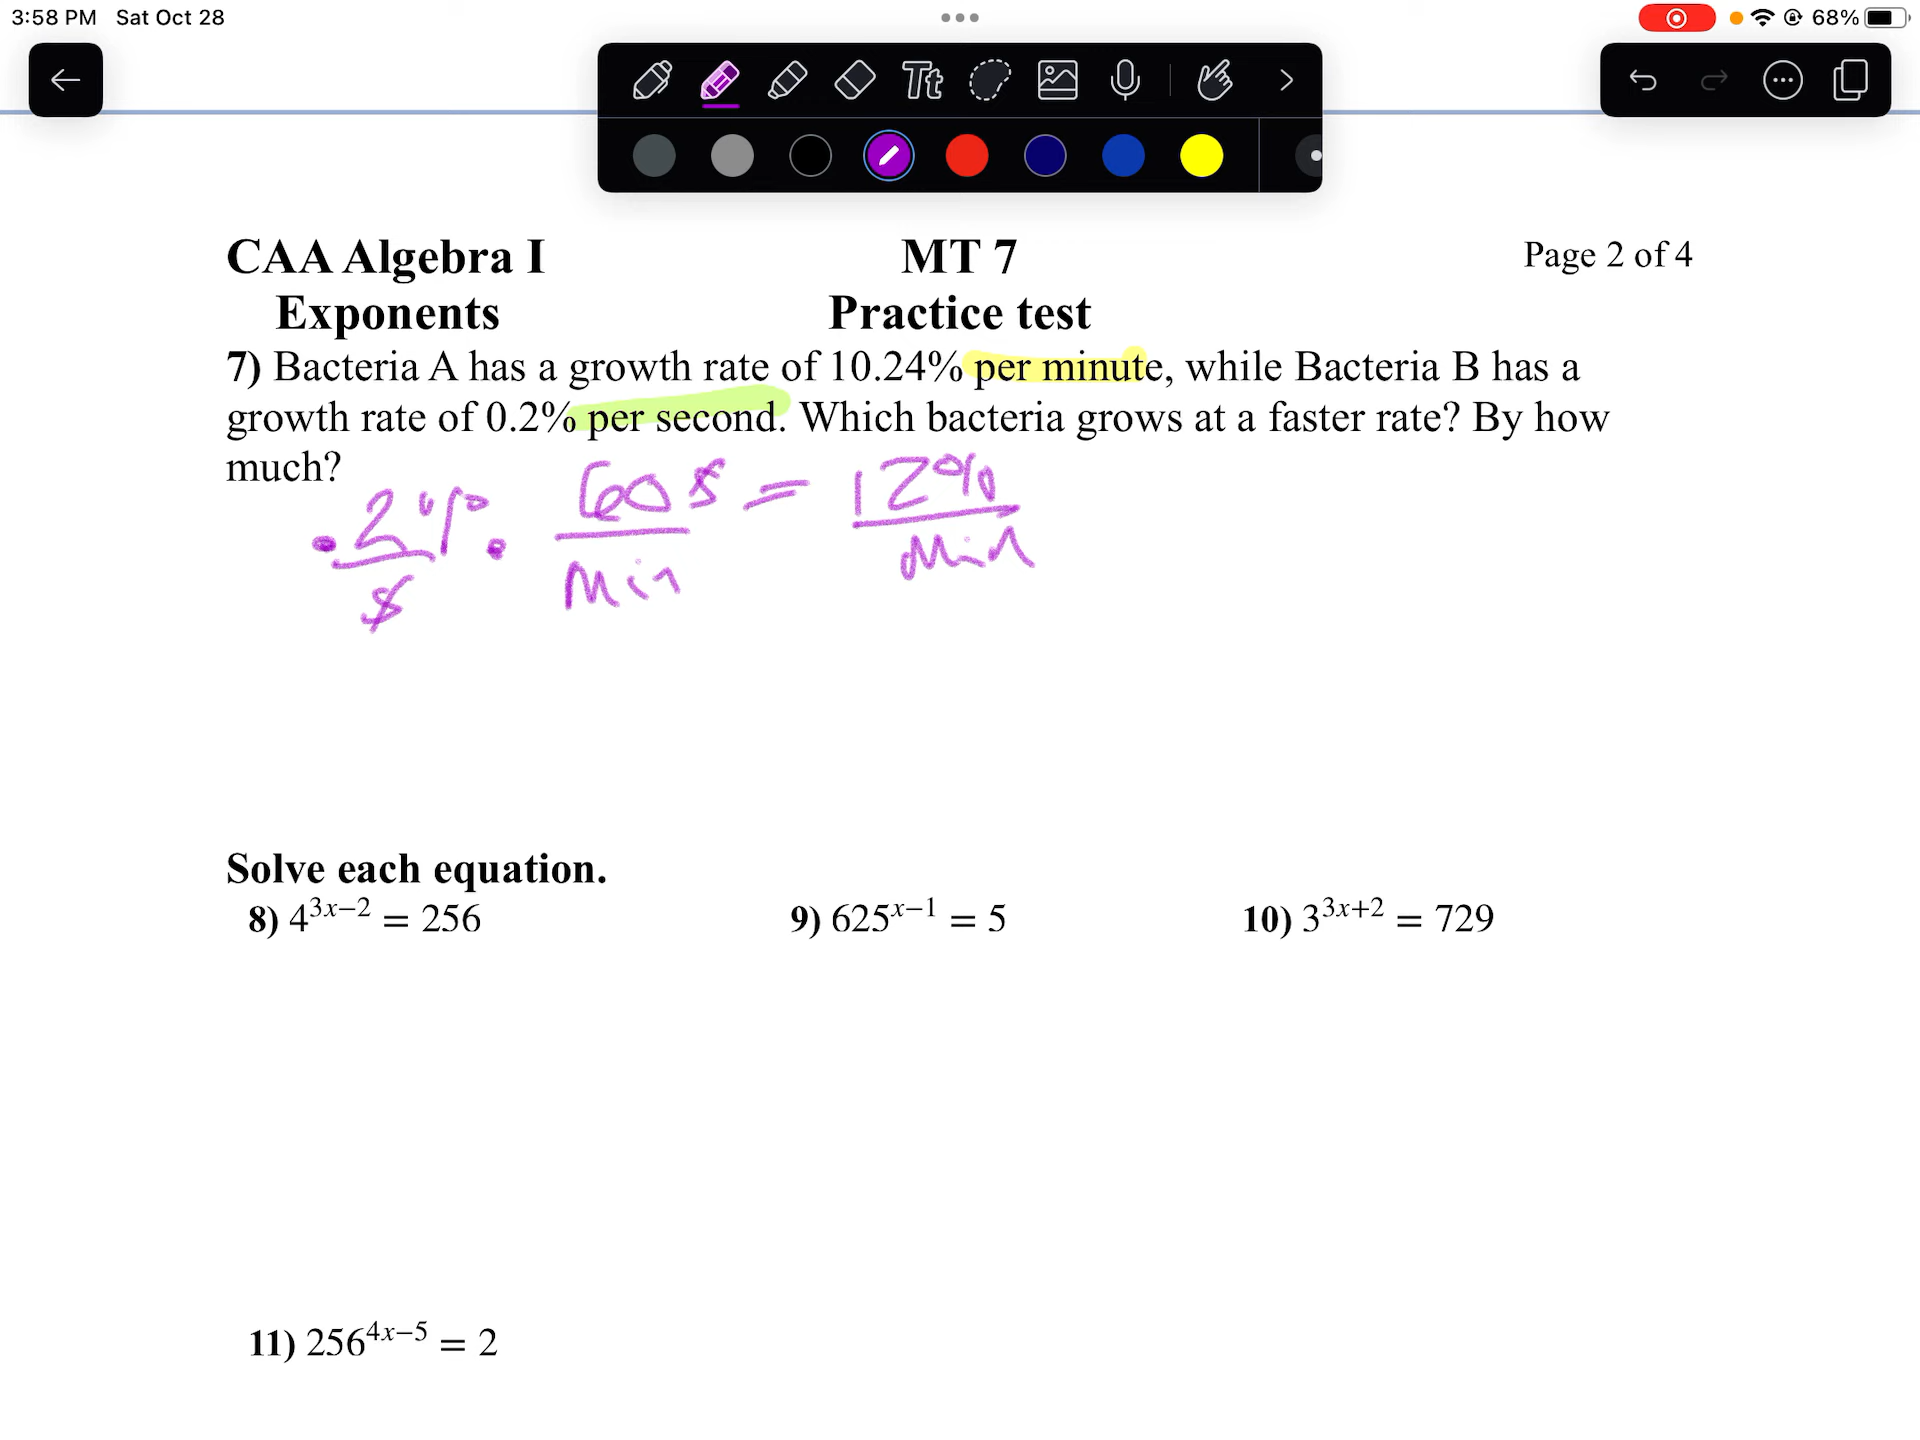 3:58 PM Sat Oct 28
68%
Tt
CAA Algebra I MT 7 Page 2 of 4
Exponents Practice test
7) Bacteria A has a growth rate of 10.24% per minute, while Bacteria B has a
growth rate of 0.2% per second. Which bacteria grows at a faster rate? By how
much?
.2% · 60 s = 12%
s Min Min
Solve each equation.
8) 4^{3x−2} = 256 9) 625^{x−1} = 5 10) 3^{3x+2} = 729
11) 256^{4x−5} = 2